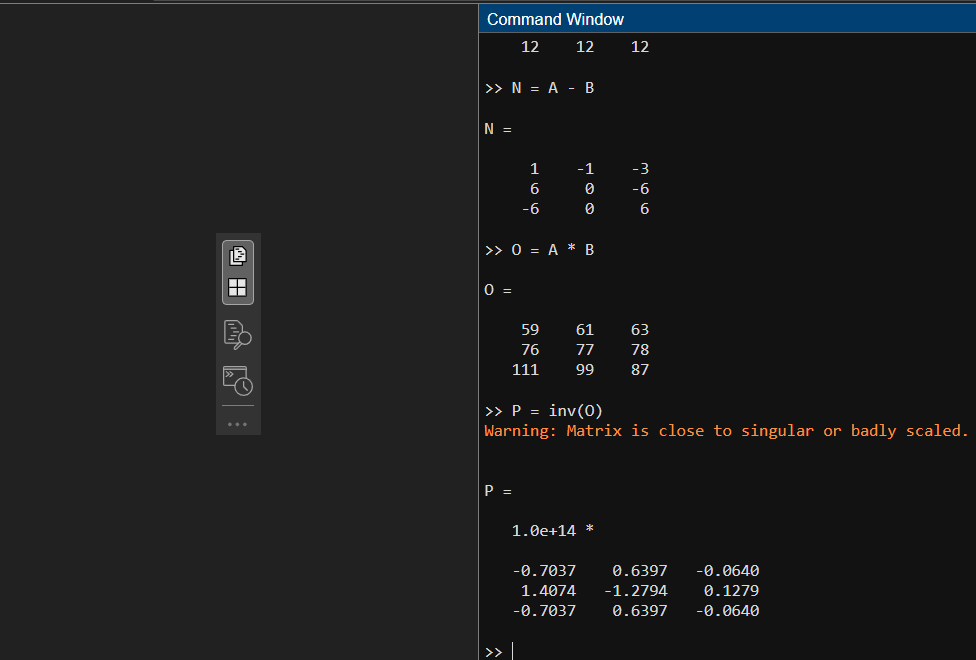 Command Window
12 12 12
>> N = A - B
N =
1 -1 -3
6 0 -6
-6 0 6
>> O = A * B
O =
59 61 63
76 77 78
111 99 87
>> P = inv(O)
Warning: Matrix is close to singular or badly scaled.
P =
1.0e+14 *
-0.7037 0.6397 -0.0640
1.4074 -1.2794 0.1279
-0.7037 0.6397 -0.0640
>>